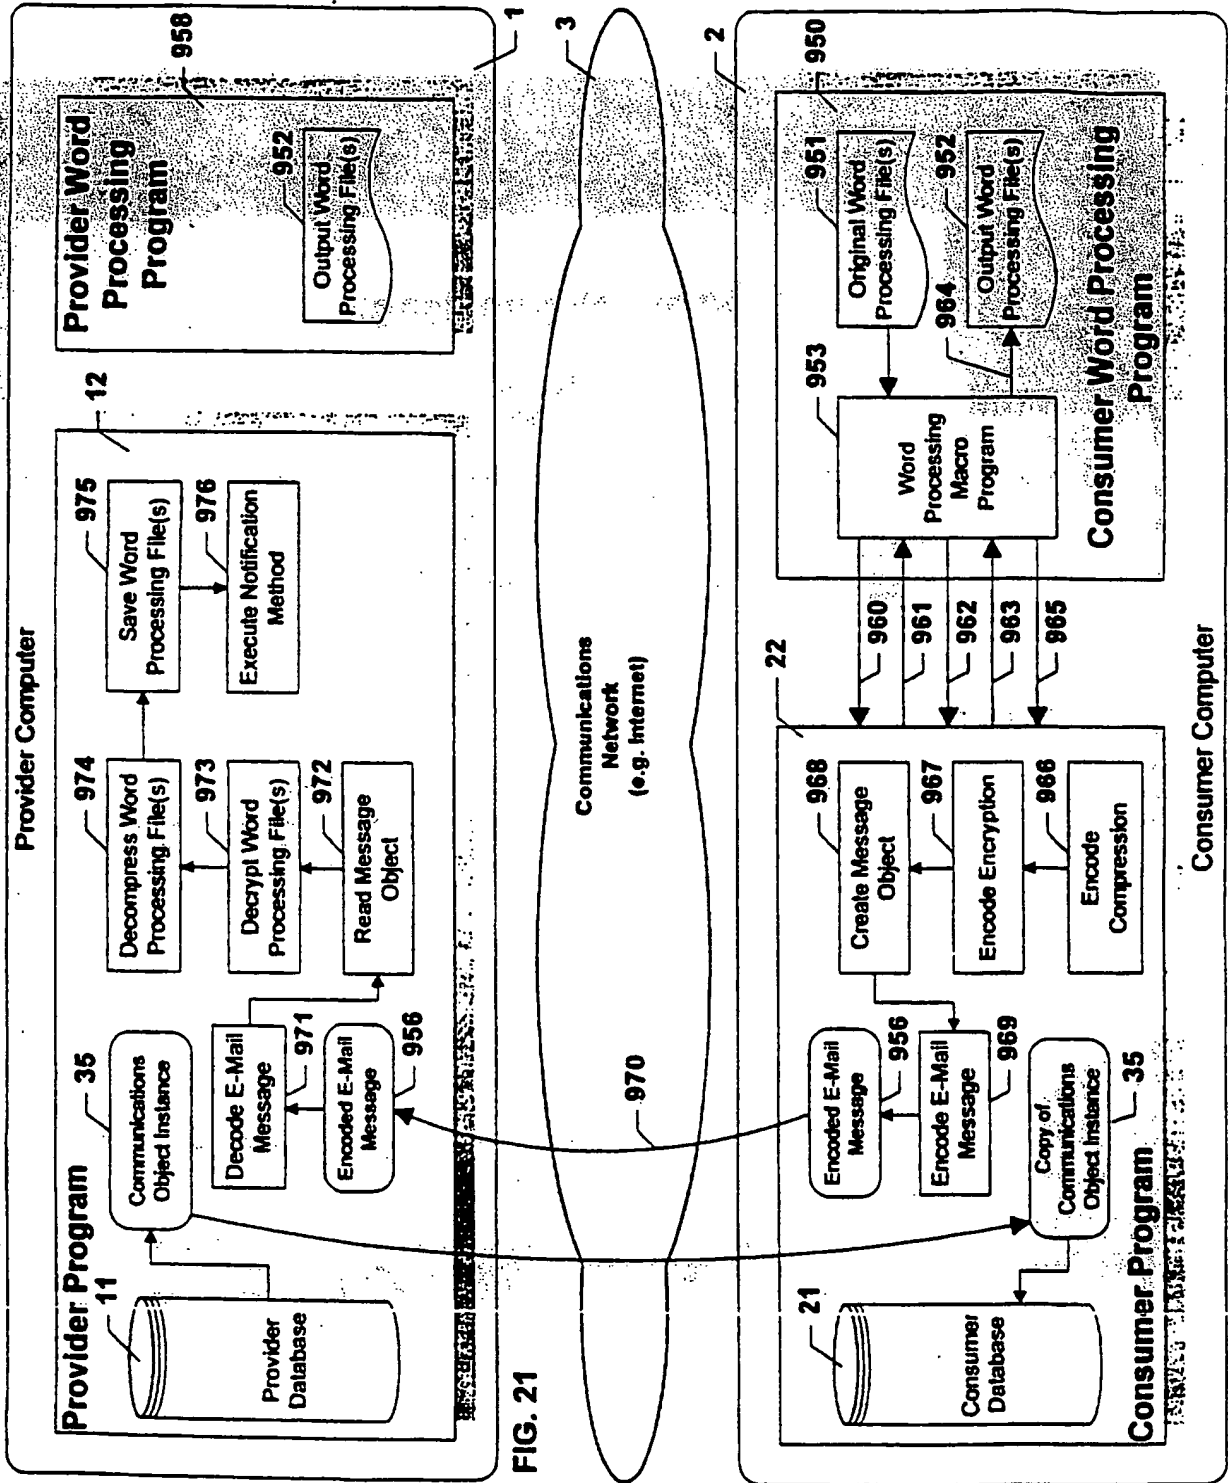 Provider Computer
1
Provider Program
11
Provider
Database
35
Communications
Object Instance
Decode E-Mail
Message
971
Encoded E-Mail
Message
956
974
Decompress Word
Processing File(s)
973
Decrypt Word
Processing File(s)
972
Read Message
Object
975
Save Word
Processing File(s)
976
Execute Notification
Method
12
Provider Word
Processing
Program
958
952
Output Word
Processing File(s)
FIG. 21
3
Communications
Network
(e.g. Internet)
970
2
21
Consumer
Database
Consumer Program
Encoded E-Mail
Message
956
Encode E-Mail
Message
969
Copy of
Communications
Object Instance
35
968
Create Message
Object
967
Encode Encryption
966
Encode
Compression
22
960
961
962
963
965
953
Word
Processing
Macro
Program
950
951
Original Word
Processing File(s)
952
Output Word
Processing File(s)
964
Consumer Word Processing
Program
Consumer Computer